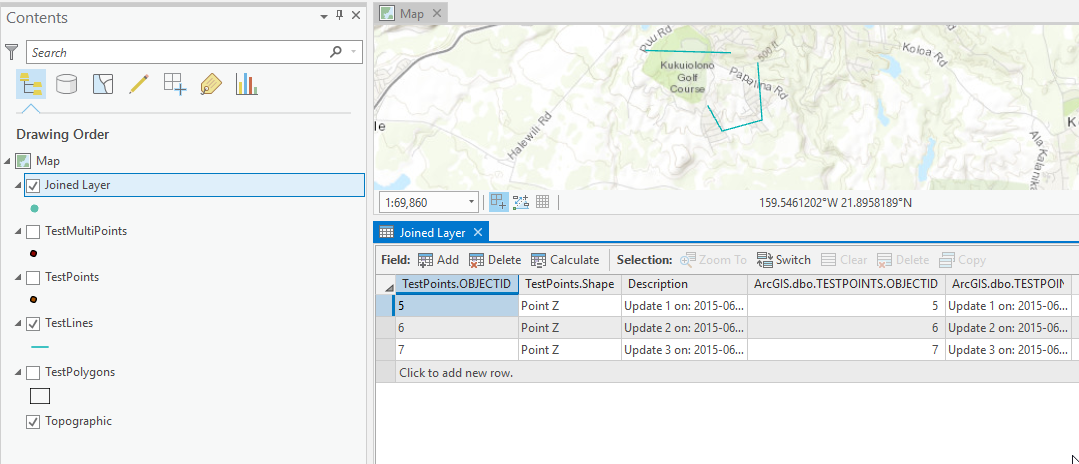 Contents
Search
Drawing Order
Map
Joined Layer
TestMultiPoints
TestPoints
TestLines
TestPolygons
Topographic
Map
Puu Rd
500 ft
Koloa Rd
Kukuiolono
Golf
Course
Papalina Rd
Halewili Rd
le
K
Ala Kalanika
1:69,860
159.5461202°W 21.8958189°N
Joined Layer
Field: Add Delete Calculate Selection: Zoom To Switch Clear Delete Copy
TestPoints.OBJECTID TestPoints.Shape Description ArcGIS.dbo.TESTPOINTS.OBJECTID ArcGIS.dbo.TESTPOIN
5 Point Z Update 1 on: 2015-06... 5 Update 1 on: 2015-06...
6 Point Z Update 2 on: 2015-06... 6 Update 2 on: 2015-06...
7 Point Z Update 3 on: 2015-06... 7 Update 3 on: 2015-06...
Click to add new row.